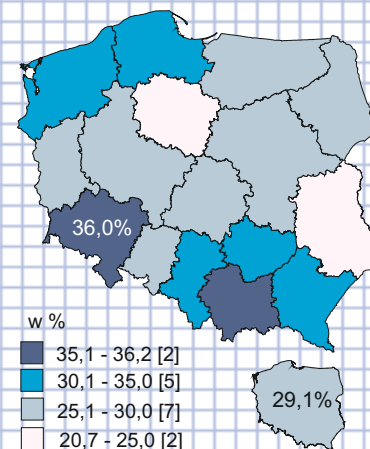 36,0%
w %
35,1 - 36,2 [2]
30,1 - 35,0 [5]
25,1 - 30,0 [7]
20,7 - 25,0 [2]
29,1%